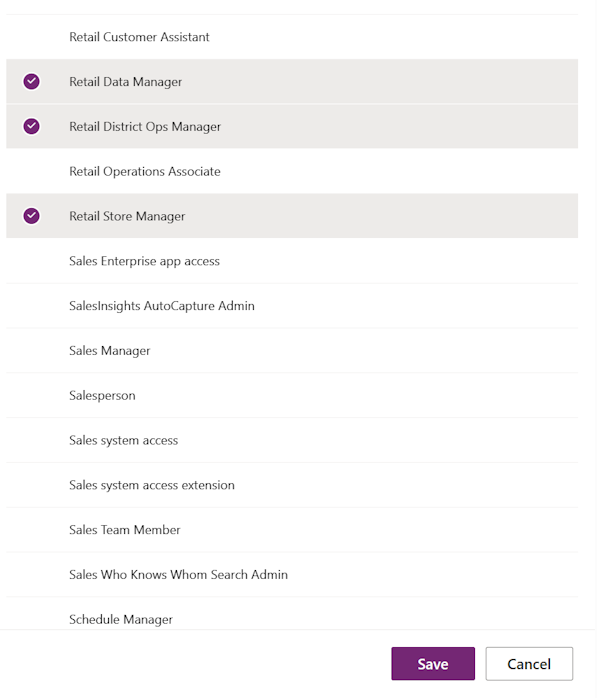 Retail Customer Assistant
Retail Data Manager
Retail District Ops Manager
Retail Operations Associate
Retail Store Manager
Sales Enterprise app access
SalesInsights AutoCapture Admin
Sales Manager
Salesperson
Sales system access
Sales system access extension
Sales Team Member
Sales Who Knows Whom Search Admin
Schedule Manager
Save
Cancel